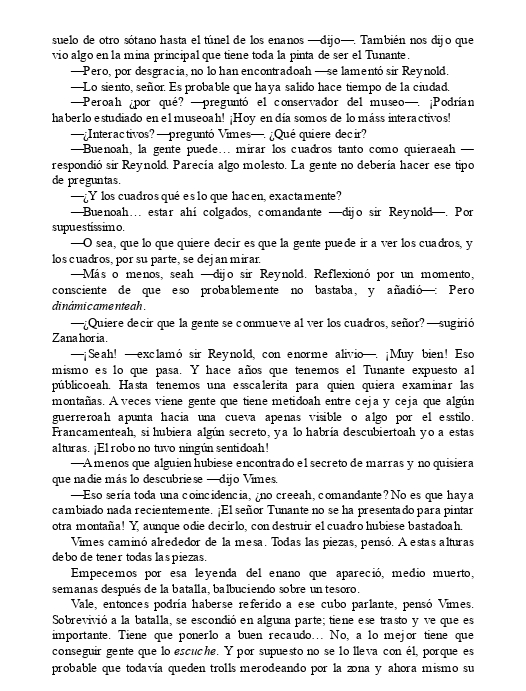 suelo de otro sótano hasta el túnel de los enanos —dijo—. También nos dijo que
vio algo en la mina principal que tiene toda la pinta de ser el Tunante.
—Pero, por desgracia, no lo han encontradoah —se lamentó sir Reynold.
—Lo siento, señor. Es probable que haya salido hace tiempo de la ciudad.
—Peroah ¿por qué? —preguntó el conservador del museo—. ¡Podrían
haberlo estudiado en el museoah! ¡Hoy en día somos de lo máss interactivos!
—¿Interactivos? —preguntó Vimes—. ¿Qué quiere decir?
—Buenoah, la gente puede… mirar los cuadros tanto como quieraeah —
respondió sir Reynold. Parecía algo molesto. La gente no debería hacer ese tipo
de preguntas.
—¿Y los cuadros qué es lo que hacen, exactamente?
—Buenoah… estar ahí colgados, comandante —dijo sir Reynold—. Por
supuestíssimo.
—O sea, que lo que quiere decir es que la gente puede ir a ver los cuadros, y
los cuadros, por su parte, se dejan mirar.
—Más o menos, seah —dijo sir Reynold. Reflexionó por un momento,
consciente de que eso probablemente no bastaba, y añadió—: Pero
dinámicamenteah.
—¿Quiere decir que la gente se conmueve al ver los cuadros, señor? —sugirió
Zanahoria.
—¡Seah! —exclamó sir Reynold, con enorme alivio—. ¡Muy bien! Eso
mismo es lo que pasa. Y hace años que tenemos el Tunante expuesto al
públicoeah. Hasta tenemos una esscalerita para quien quiera examinar las
montañas. A veces viene gente que tiene metidoah entre ceja y ceja que algún
guerreroah apunta hacia una cueva apenas visible o algo por el esstilo.
Francamenteah, si hubiera algún secreto, ya lo habría descubiertoah yo a estas
alturas. ¡El robo no tuvo ningún sentidoah!
—A menos que alguien hubiese encontrado el secreto de marras y no quisiera
que nadie más lo descubriese —dijo Vimes.
—Eso sería toda una coincidencia, ¿no creeah, comandante? No es que haya
cambiado nada recientemente. ¡El señor Tunante no se ha presentado para pintar
otra montaña! Y, aunque odie decirlo, con destruir el cuadro hubiese bastadoah.
Vimes caminó alrededor de la mesa. Todas las piezas, pensó. A estas alturas
debo de tener todas las piezas.
Empecemos por esa leyenda del enano que apareció, medio muerto,
semanas después de la batalla, balbuciendo sobre un tesoro.
Vale, entonces podría haberse referido a ese cubo parlante, pensó Vimes.
Sobrevivió a la batalla, se escondió en alguna parte; tiene ese trasto y ve que es
importante. Tiene que ponerlo a buen recaudo… No, a lo mejor tiene que
conseguir gente que lo escuche. Y por supuesto no se lo lleva con él, porque es
probable que todavía queden trolls merodeando por la zona y ahora mismo su